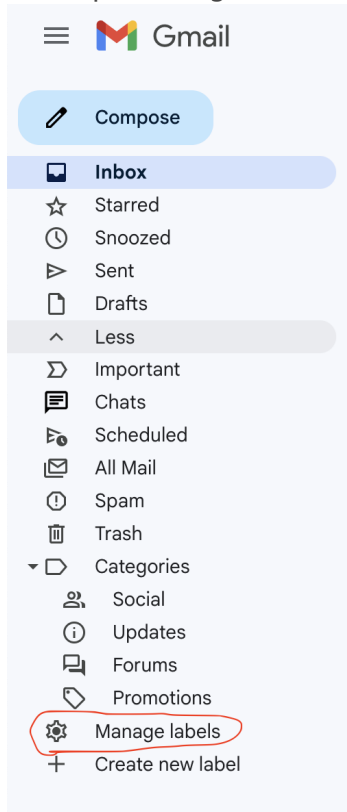 Gmail
Compose
Inbox
Starred
Snoozed
Sent
Drafts
Less
Important
Chats
Scheduled
All Mail
Spam
Trash
Categories
Social
Updates
Forums
Promotions
Manage labels
Create new label